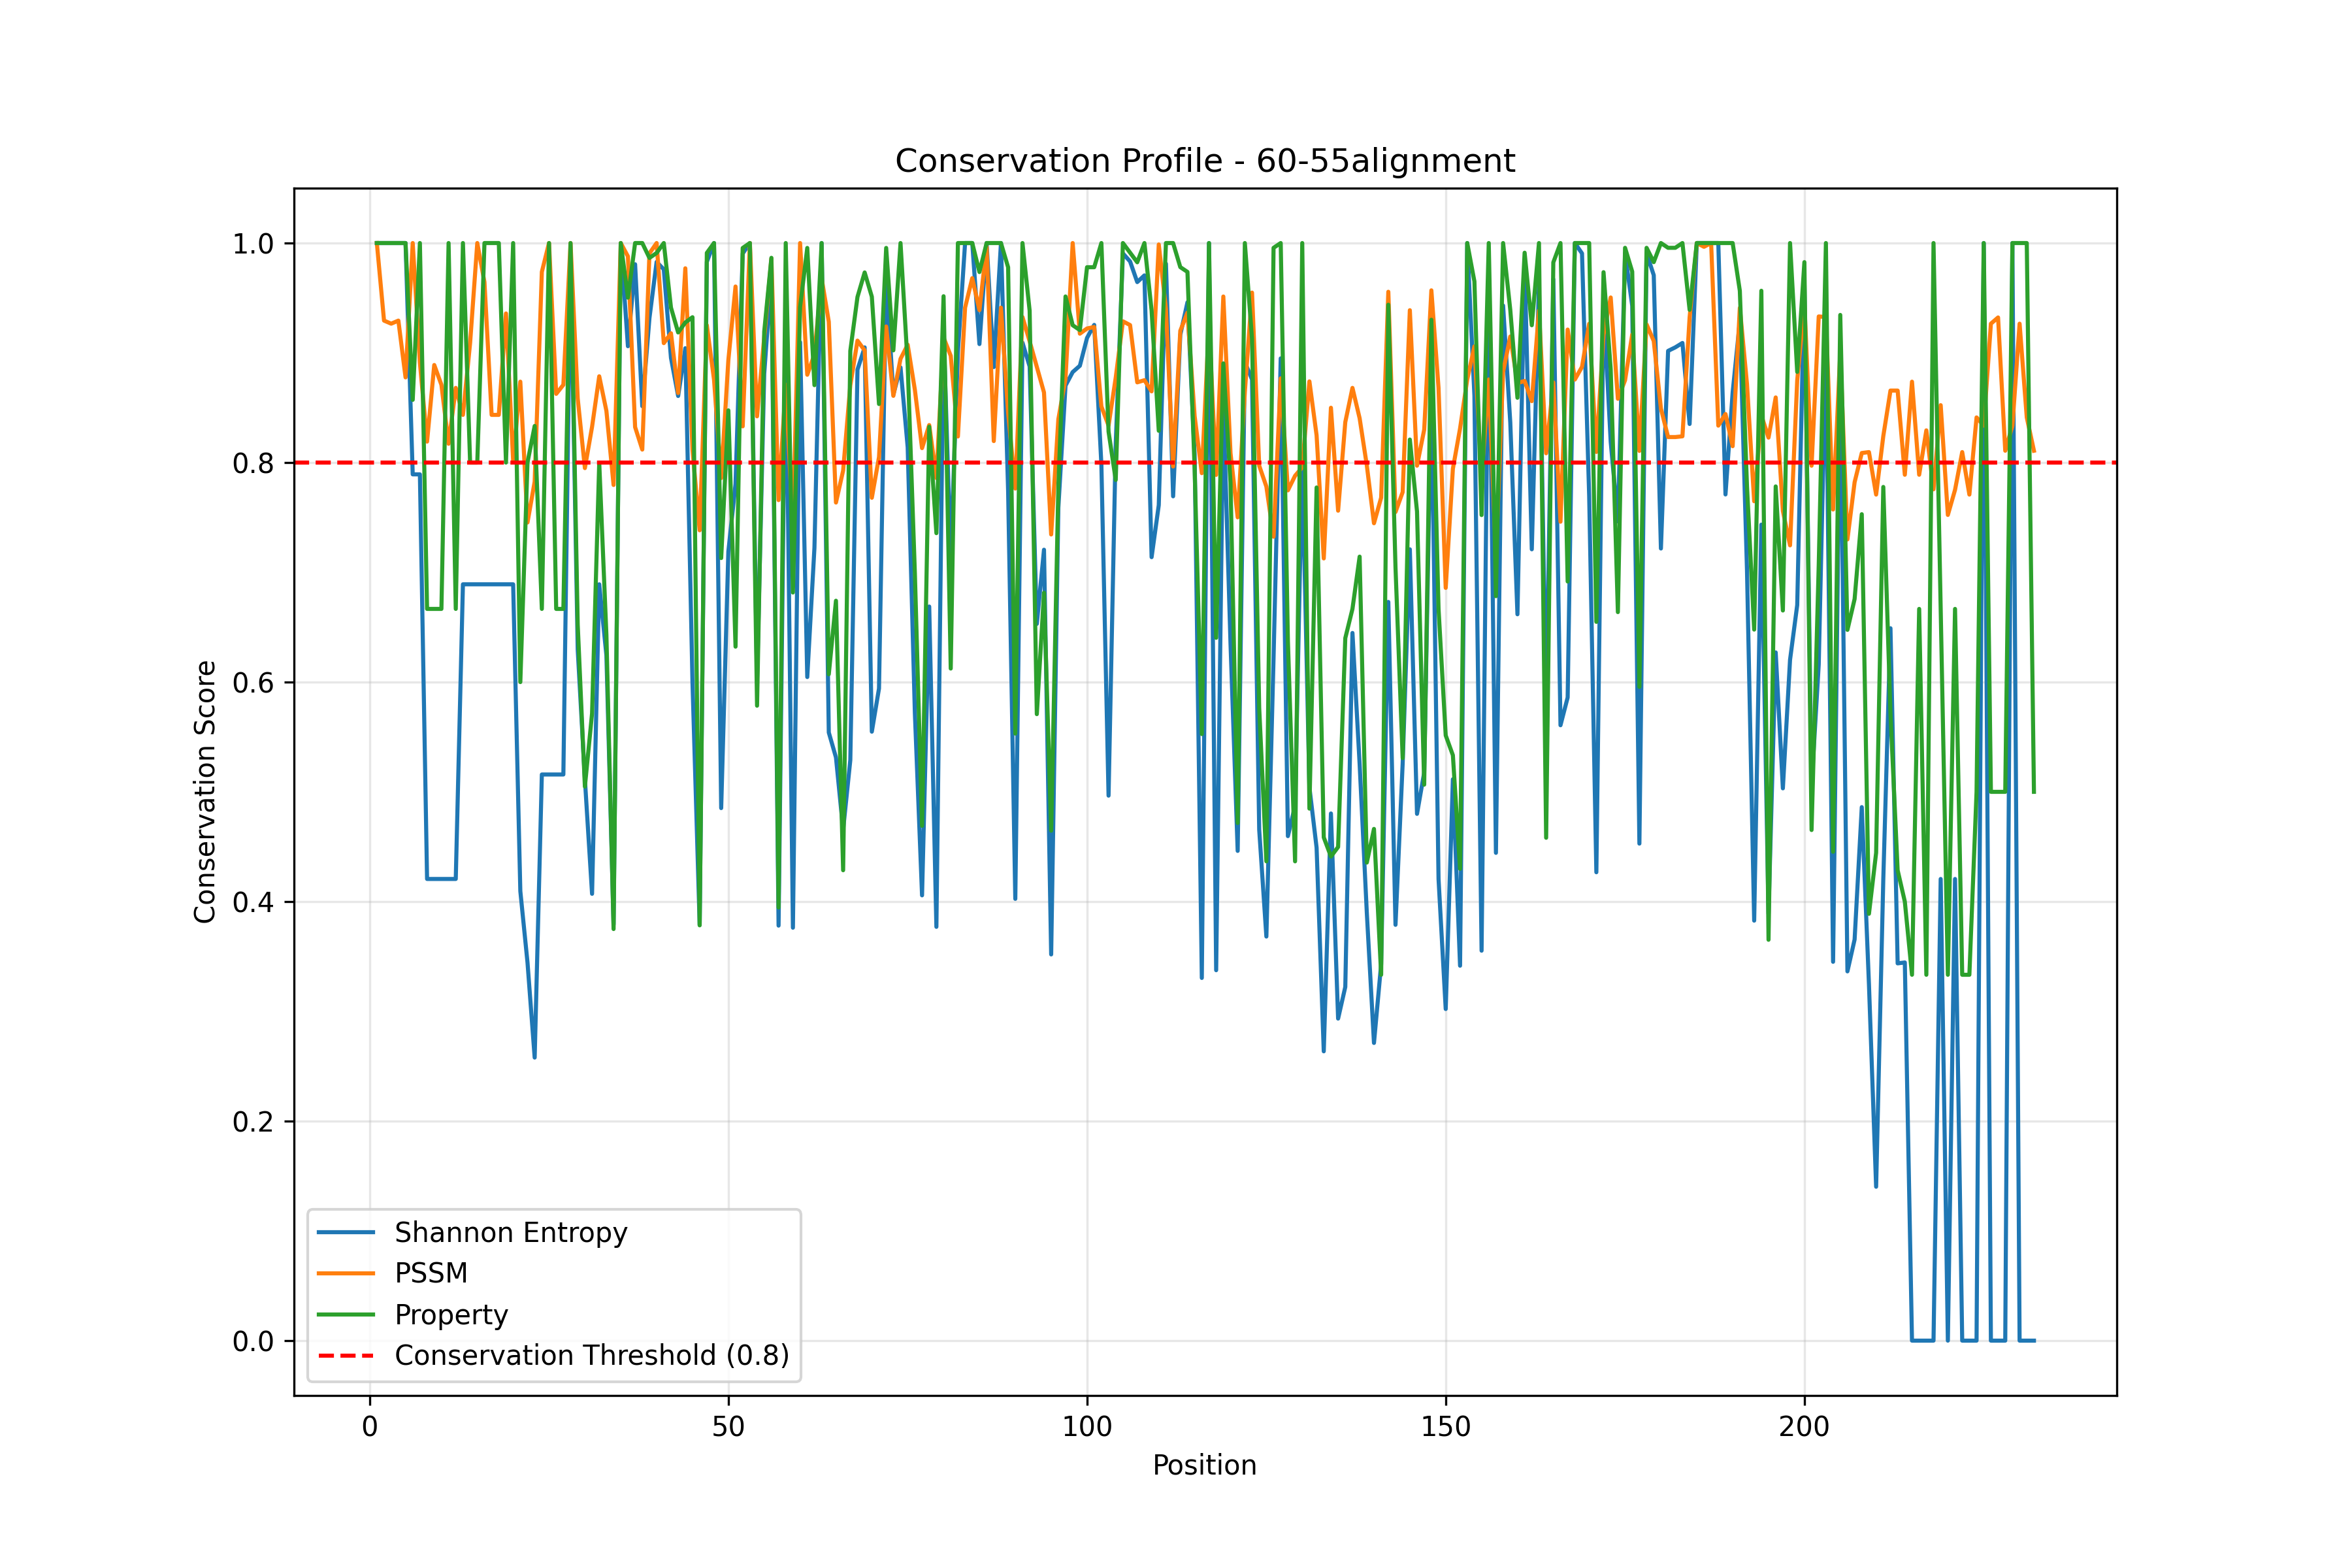 Conservation Profile - 60-55alignment
1.0
0.8
0.6
0.4
0.2
0.0
Conservation Score
Shannon Entropy
PSSM
Property
Conservation Threshold (0.8)
0
50
100
150
200
Position